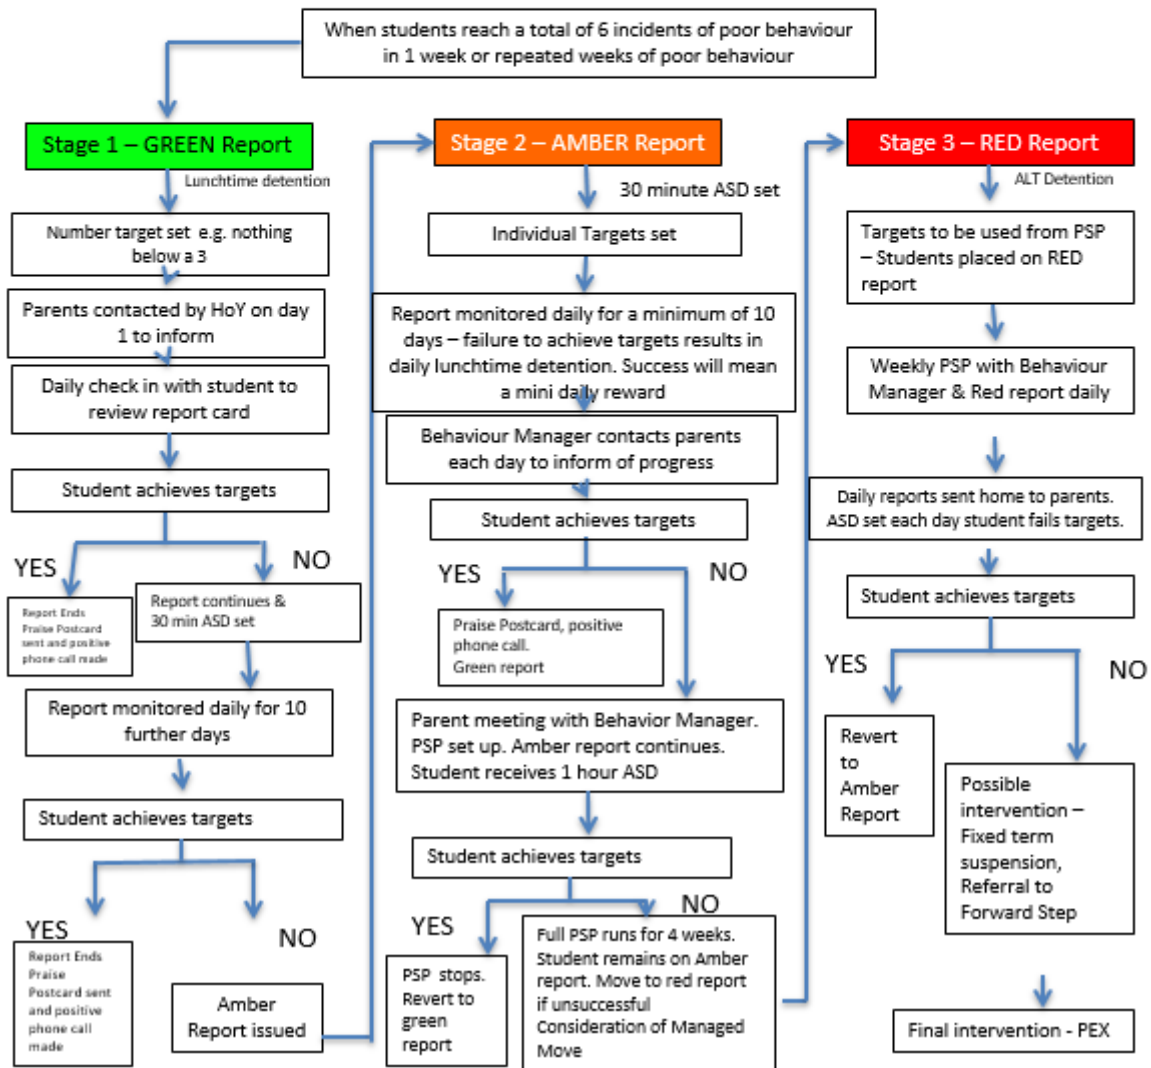 When students reach a total of 6 incidents of poor behaviour
in 1 week or repeated weeks of poor behaviour
Stage 1 – GREEN Report
Lunchtime detention
Number target set e.g. nothing
below a 3
Parents contacted by HoY on day
1 to inform
Daily check in with student to
review report card
Student achieves targets
YES
NO
Report Ends
Praise Postcard
sent and positive
phone call made
Report continues &
30 min ASD set
Report monitored daily for 10
further days
Student achieves targets
YES
NO
Report Ends
Praise
Postcard sent
and positive
phone call
made
Amber
Report issued
Stage 2 – AMBER Report
30 minute ASD set
Individual Targets set
Report monitored daily for a minimum of 10
days – failure to achieve targets results in
daily lunchtime detention. Success will mean
a mini daily reward
Behaviour Manager contacts parents
each day to inform of progress
Student achieves targets
YES
NO
Praise Postcard, positive
phone call.
Green report
Parent meeting with Behavior Manager.
PSP set up. Amber report continues.
Student receives 1 hour ASD
Student achieves targets
YES
NO
PSP stops.
Revert to
green
report
Full PSP runs for 4 weeks.
Student remains on Amber
report. Move to red report
if unsuccessful
Consideration of Managed
Move
Stage 3 – RED Report
ALT Detention
Targets to be used from PSP
– Students placed on RED
report
Weekly PSP with Behaviour
Manager & Red report daily
Daily reports sent home to parents.
ASD set each day student fails targets.
Student achieves targets
YES
NO
Revert
to
Amber
Report
Possible
intervention –
Fixed term
suspension,
Referral to
Forward Step
Final intervention - PEX